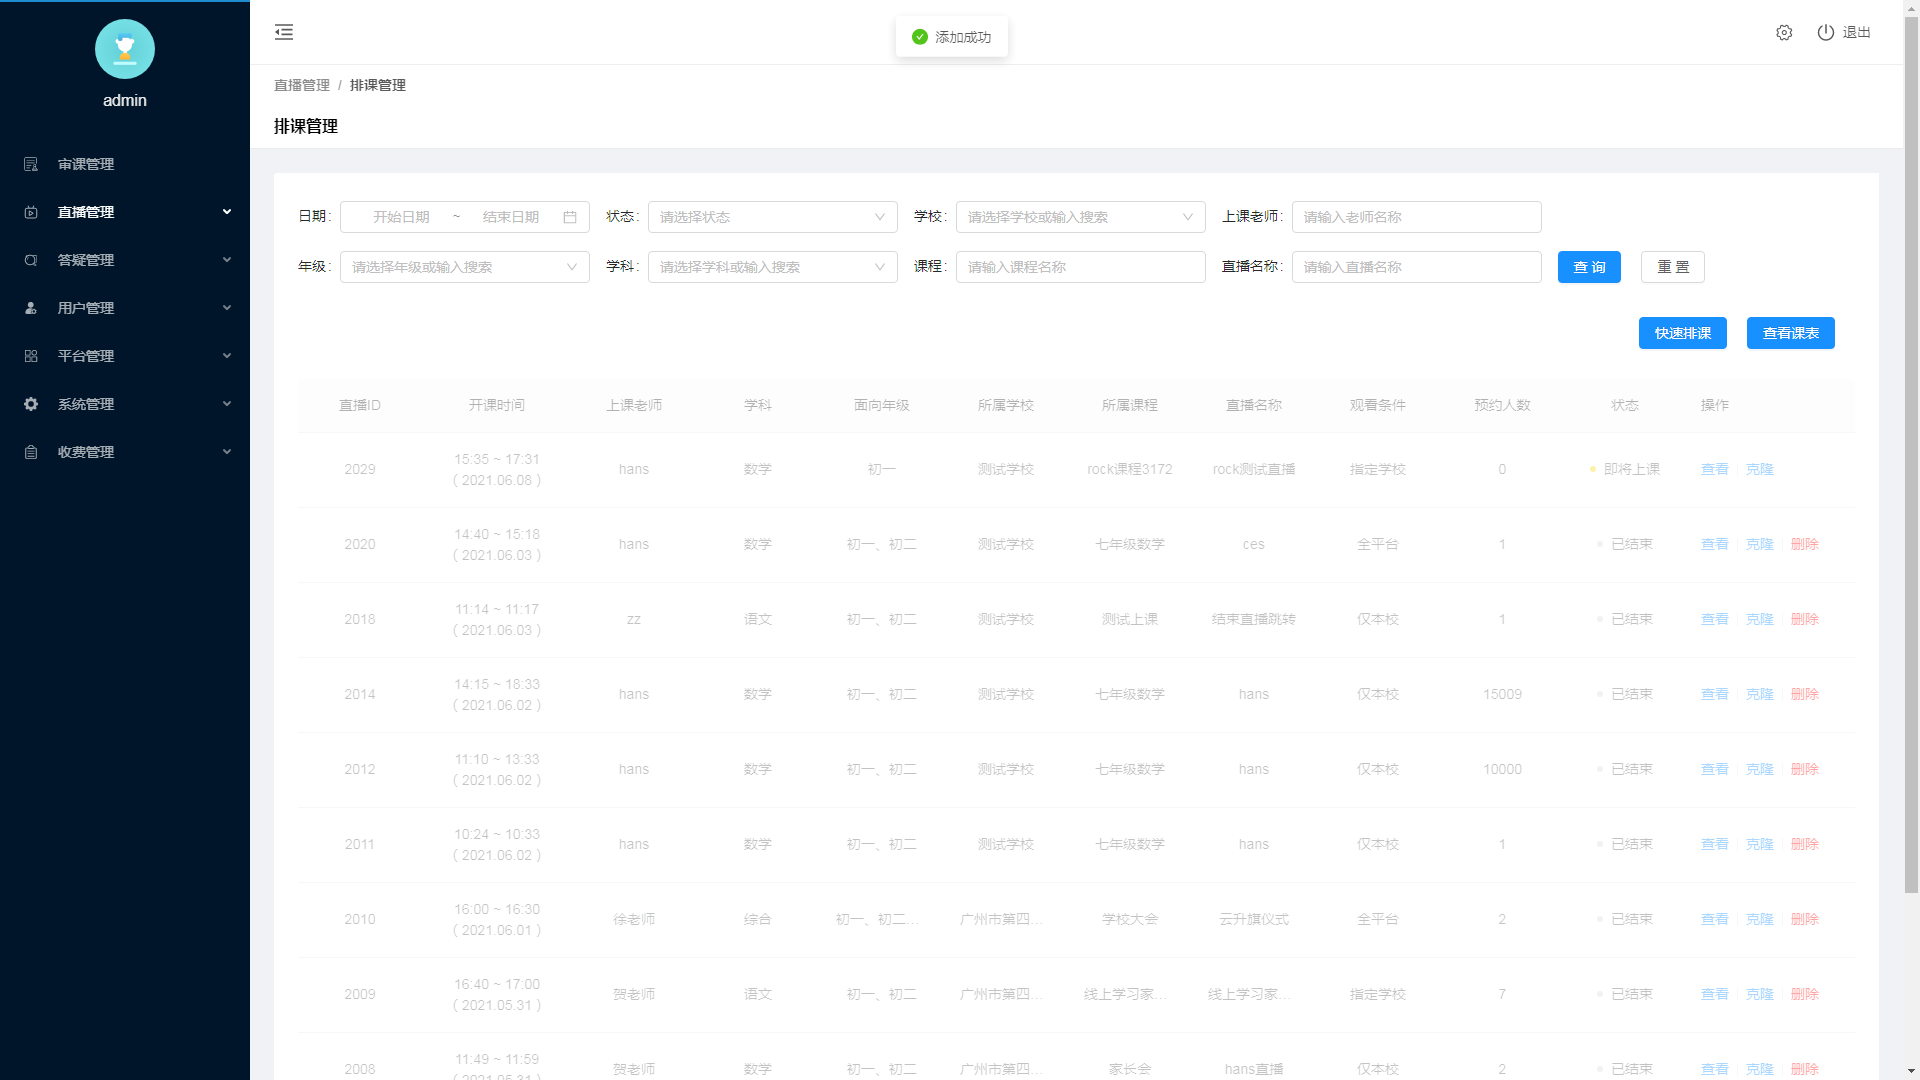 admin
审课管理
直播管理
答疑管理
用户管理
平台管理
系统管理
收费管理
添加成功
退出
直播管理 / 排课管理
排课管理
日期: 开始日期 ~ 结束日期 状态: 请选择状态 学校: 请选择学校或输入搜索 上课老师: 请输入老师名称
年级: 请选择年级或输入搜索 学科: 请选择学科或输入搜索 课程: 请输入课程名称 直播名称: 请输入直播名称 查 询 重 置
快速排课 查看课表
直播ID 开课时间 上课老师 学科 面向年级 所属学校 所属课程 直播名称 观看条件 预约人数 状态 操作
2029 15:35 ~ 17:31 ( 2021.06.08 ) hans 数学 初一 测试学校 rock课程3172 rock测试直播 指定学校 0 即将上课 查看 克隆
2020 14:40 ~ 15:18 ( 2021.06.03 ) hans 数学 初一、初二 测试学校 七年级数学 ces 全平台 1 已结束 查看 克隆 删除
2018 11:14 ~ 11:17 ( 2021.06.03 ) zz 语文 初一、初二 测试学校 测试上课 结束直播跳转 仅本校 1 已结束 查看 克隆 删除
2014 14:15 ~ 18:33 ( 2021.06.02 ) hans 数学 初一、初二 测试学校 七年级数学 hans 仅本校 15009 已结束 查看 克隆 删除
2012 11:10 ~ 13:33 ( 2021.06.02 ) hans 数学 初一、初二 测试学校 七年级数学 hans 仅本校 10000 已结束 查看 克隆 删除
2011 10:24 ~ 10:33 ( 2021.06.02 ) hans 数学 初一、初二 测试学校 七年级数学 hans 仅本校 1 已结束 查看 克隆 删除
2010 16:00 ~ 16:30 ( 2021.06.01 ) 徐老师 综合 初一、初二... 广州市第四... 学校大会 云升旗仪式 全平台 2 已结束 查看 克隆 删除
2009 16:40 ~ 17:00 ( 2021.05.31 ) 贺老师 语文 初一、初二 广州市第四... 线上学习家... 线上学习家... 指定学校 7 已结束 查看 克隆 删除
2008 11:49 ~ 11:59 ( 2021.05.31 ) 贺老师 数学 初一、初二 广州市第四... 家长会 hans直播 仅本校 2 已结束 查看 克隆 删除